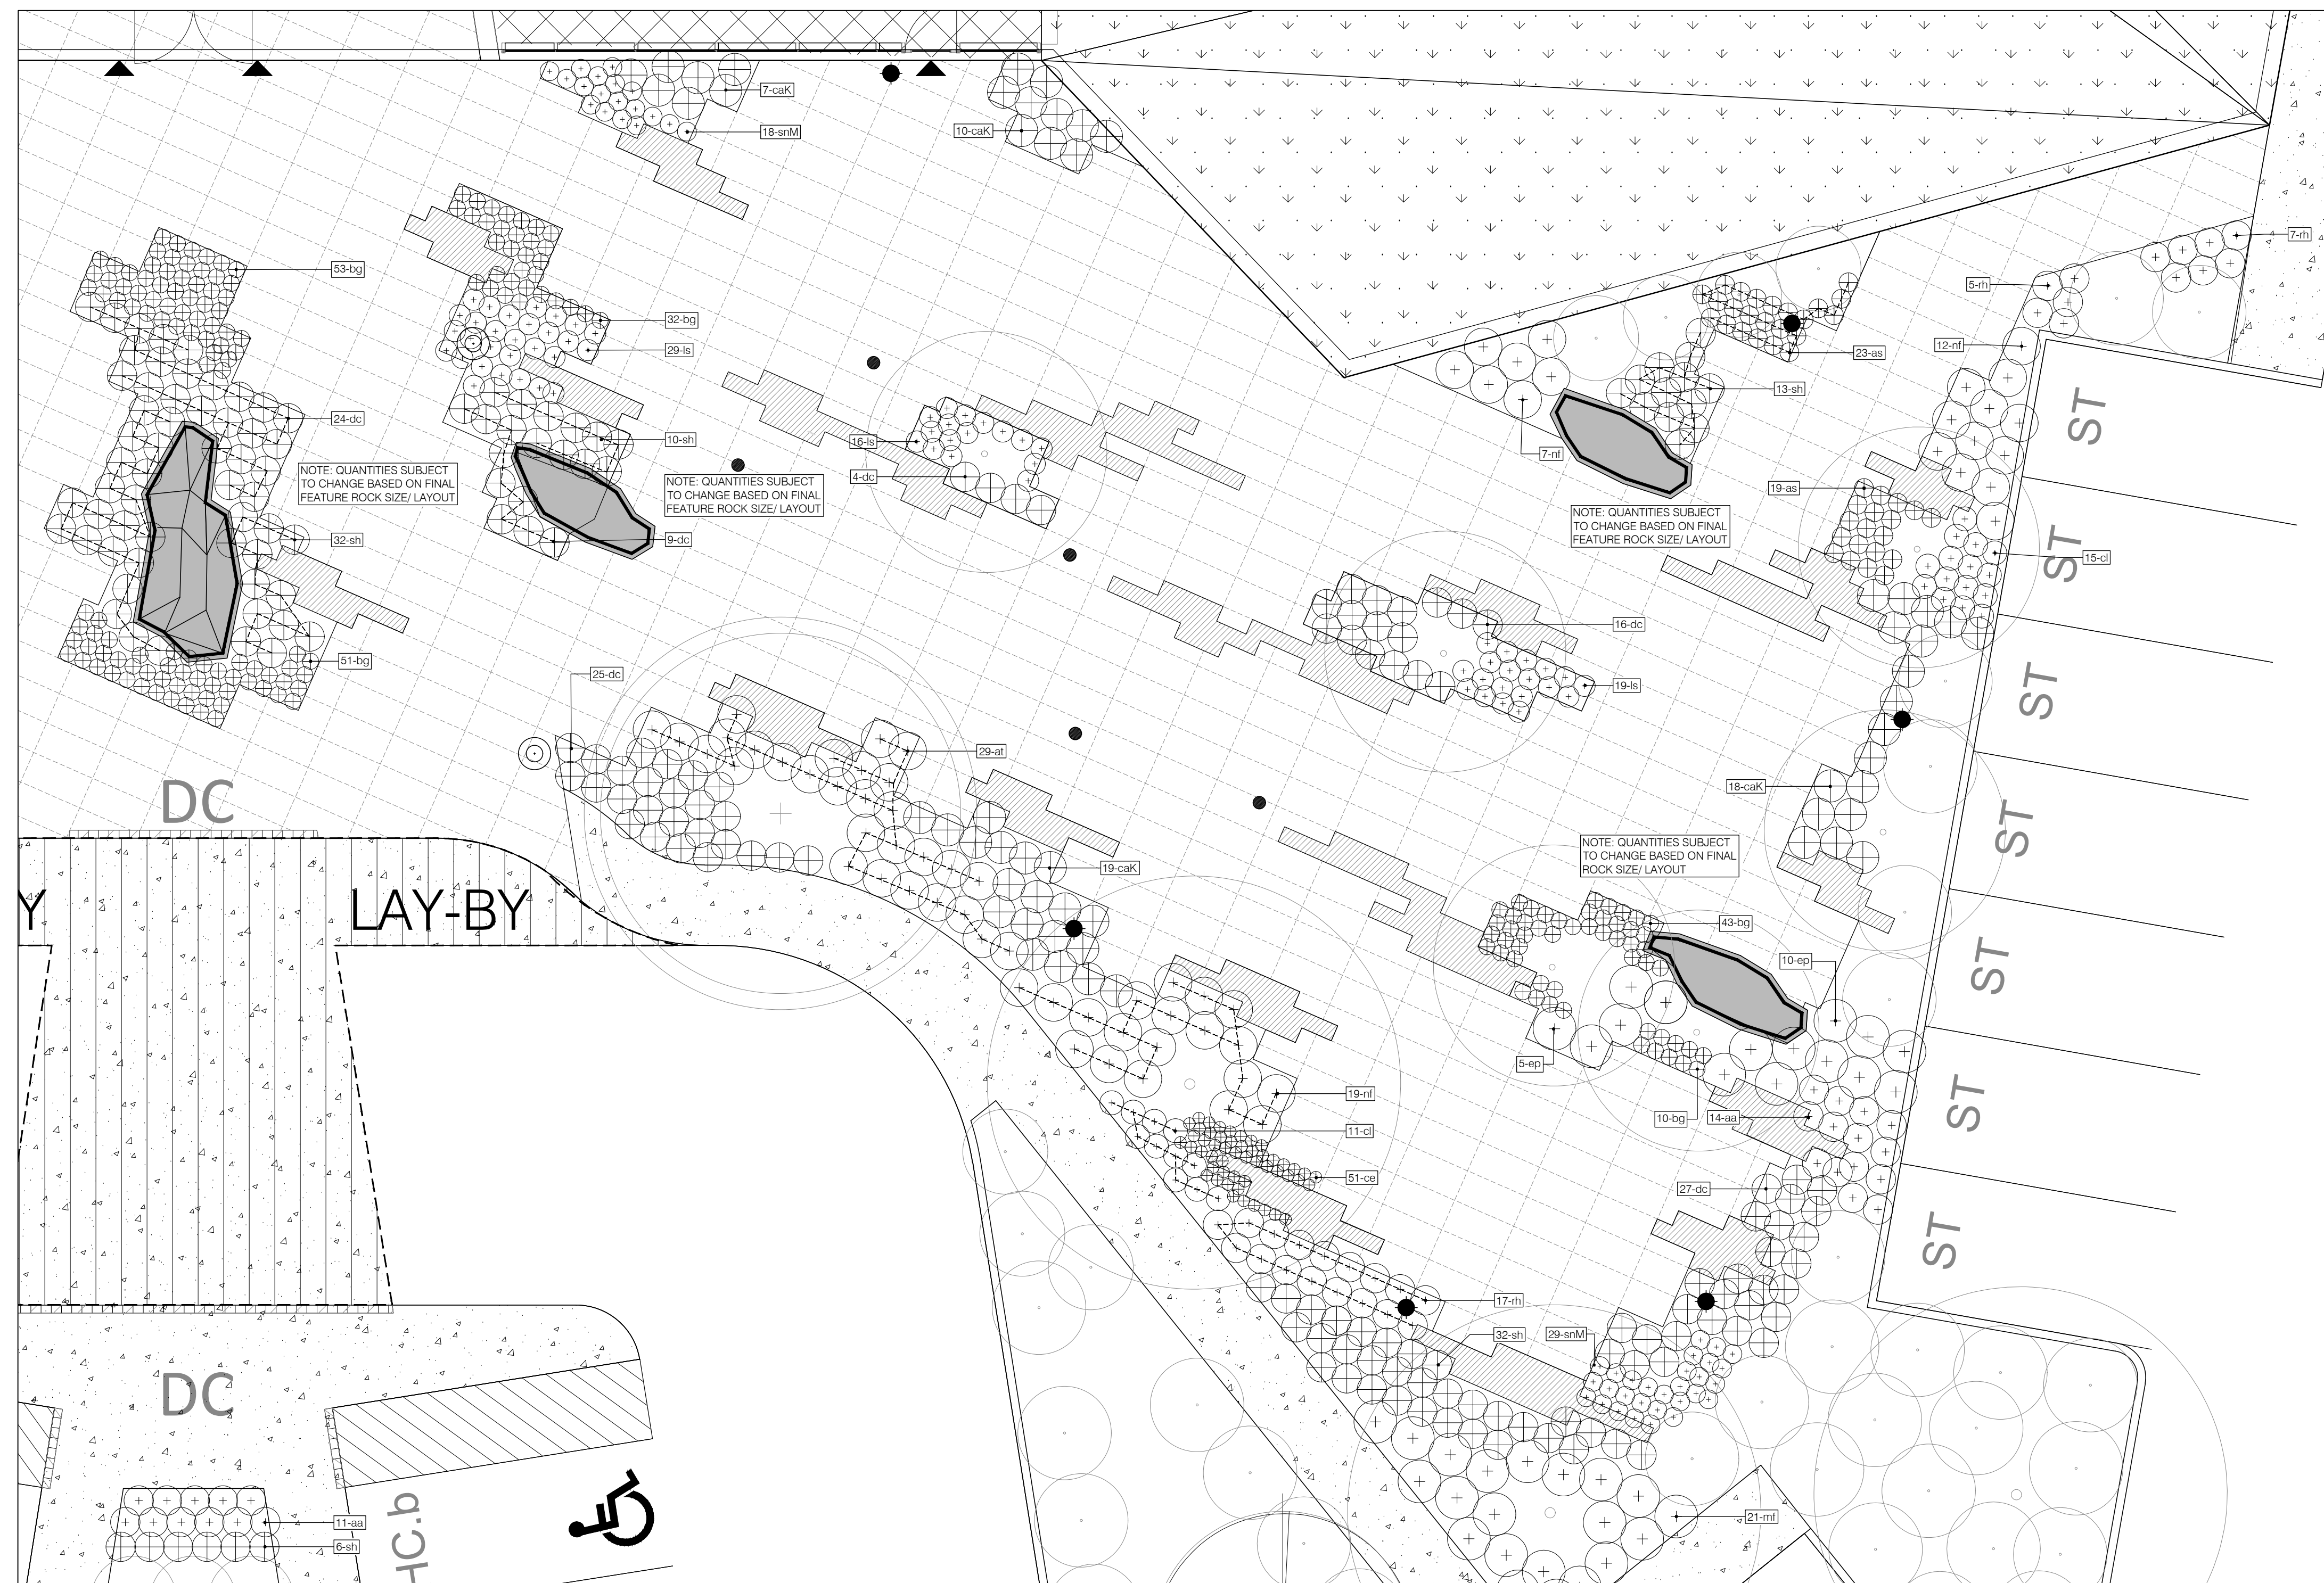 7-caK
18-snM
10-caK
7-rh
53-bg
5-rh
32-bg
29-ls
12-nf
23-as
13-sh
24-dc
10-sh
16-ls
4-dc
7-nf
ST
NOTE: QUANTITIES SUBJECT
TO CHANGE BASED ON FINAL
FEATURE ROCK SIZE/ LAYOUT
NOTE: QUANTITIES SUBJECT
TO CHANGE BASED ON FINAL
FEATURE ROCK SIZE/ LAYOUT
NOTE: QUANTITIES SUBJECT
TO CHANGE BASED ON FINAL
FEATURE ROCK SIZE/ LAYOUT
19-as
32-sh
9-dc
15-cl
ST
16-dc
51-bg
25-dc
19-ls
ST
29-at
18-caK
DC
ST
NOTE: QUANTITIES SUBJECT
TO CHANGE BASED ON FINAL
ROCK SIZE/ LAYOUT
19-caK
Y
LAY-BY
43-bg
10-ep
ST
5-ep
19-nf
10-bg
14-aa
ST
11-cl
51-ce
27-dc
ST
17-rh
32-sh
29-snM
DC
11-aa
6-sh
HC.b
21-mf